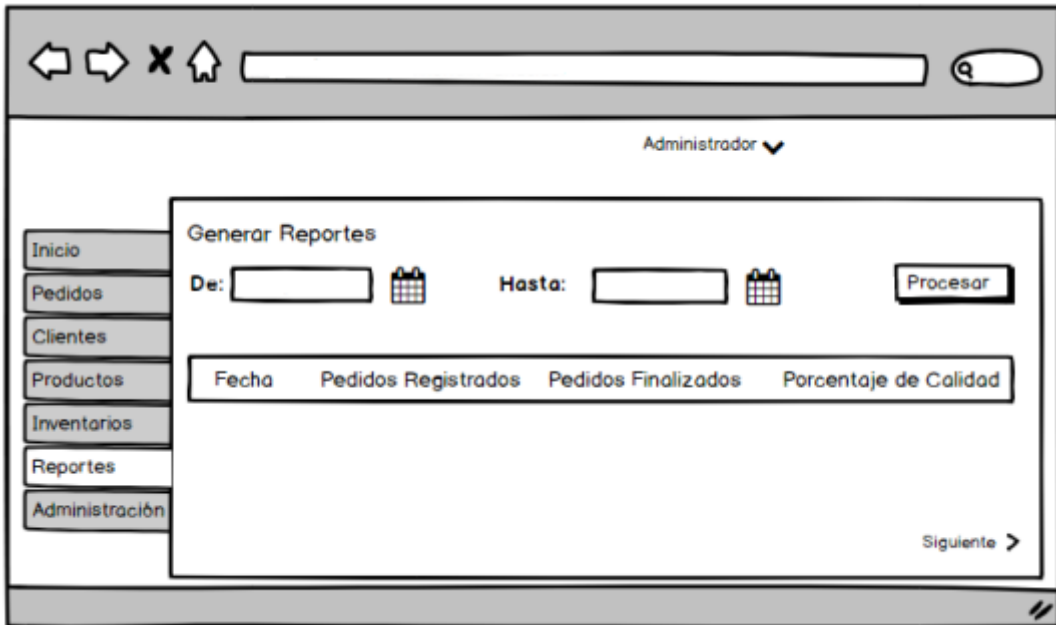 Administrador
Generar Reportes
De: Hasta: Procesar
Inicio
Pedidos
Clientes
Productos
Inventarios
Reportes
Administración
Fecha Pedidos Registrados Pedidos Finalizados Porcentaje de Calidad
Siguiente